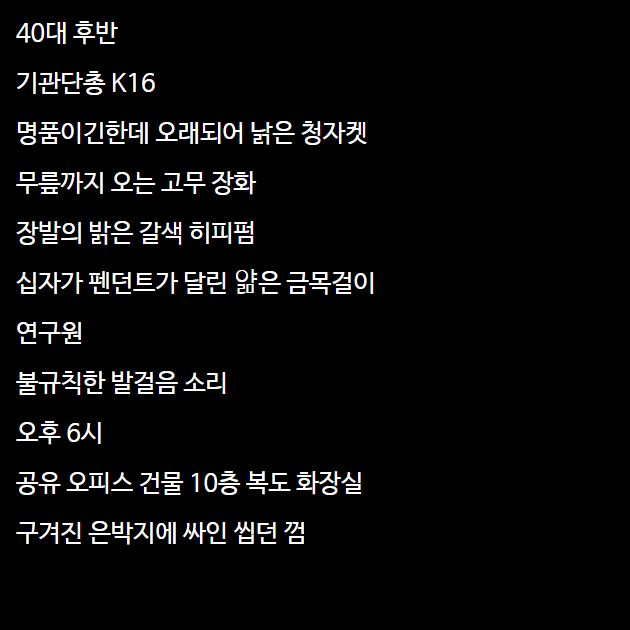 40대 후반
기관단총 K16
명품이긴한데 오래되어 낡은 청자켓
무릎까지 오는 고무 장화
장발의 밝은 갈색 히피펌
십자가 펜던트가 달린 얆은 금목걸이
연구원
불규칙한 발걸음 소리
오후 6시
공유 오피스 건물 10층 복도 화장실
구겨진 은박지에 싸인 씹던 껌